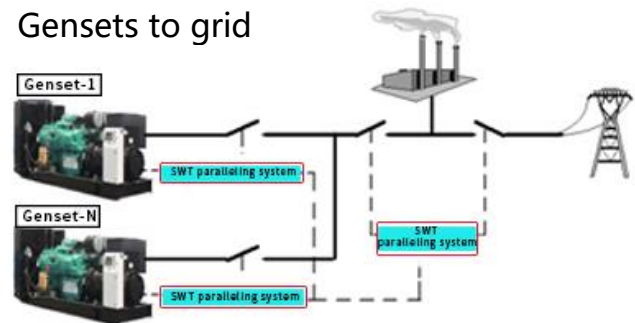 Gensets to grid
Genset-1
SWT paralleling system
Genset-N
SWT
paralleling system
SWT paralleling system